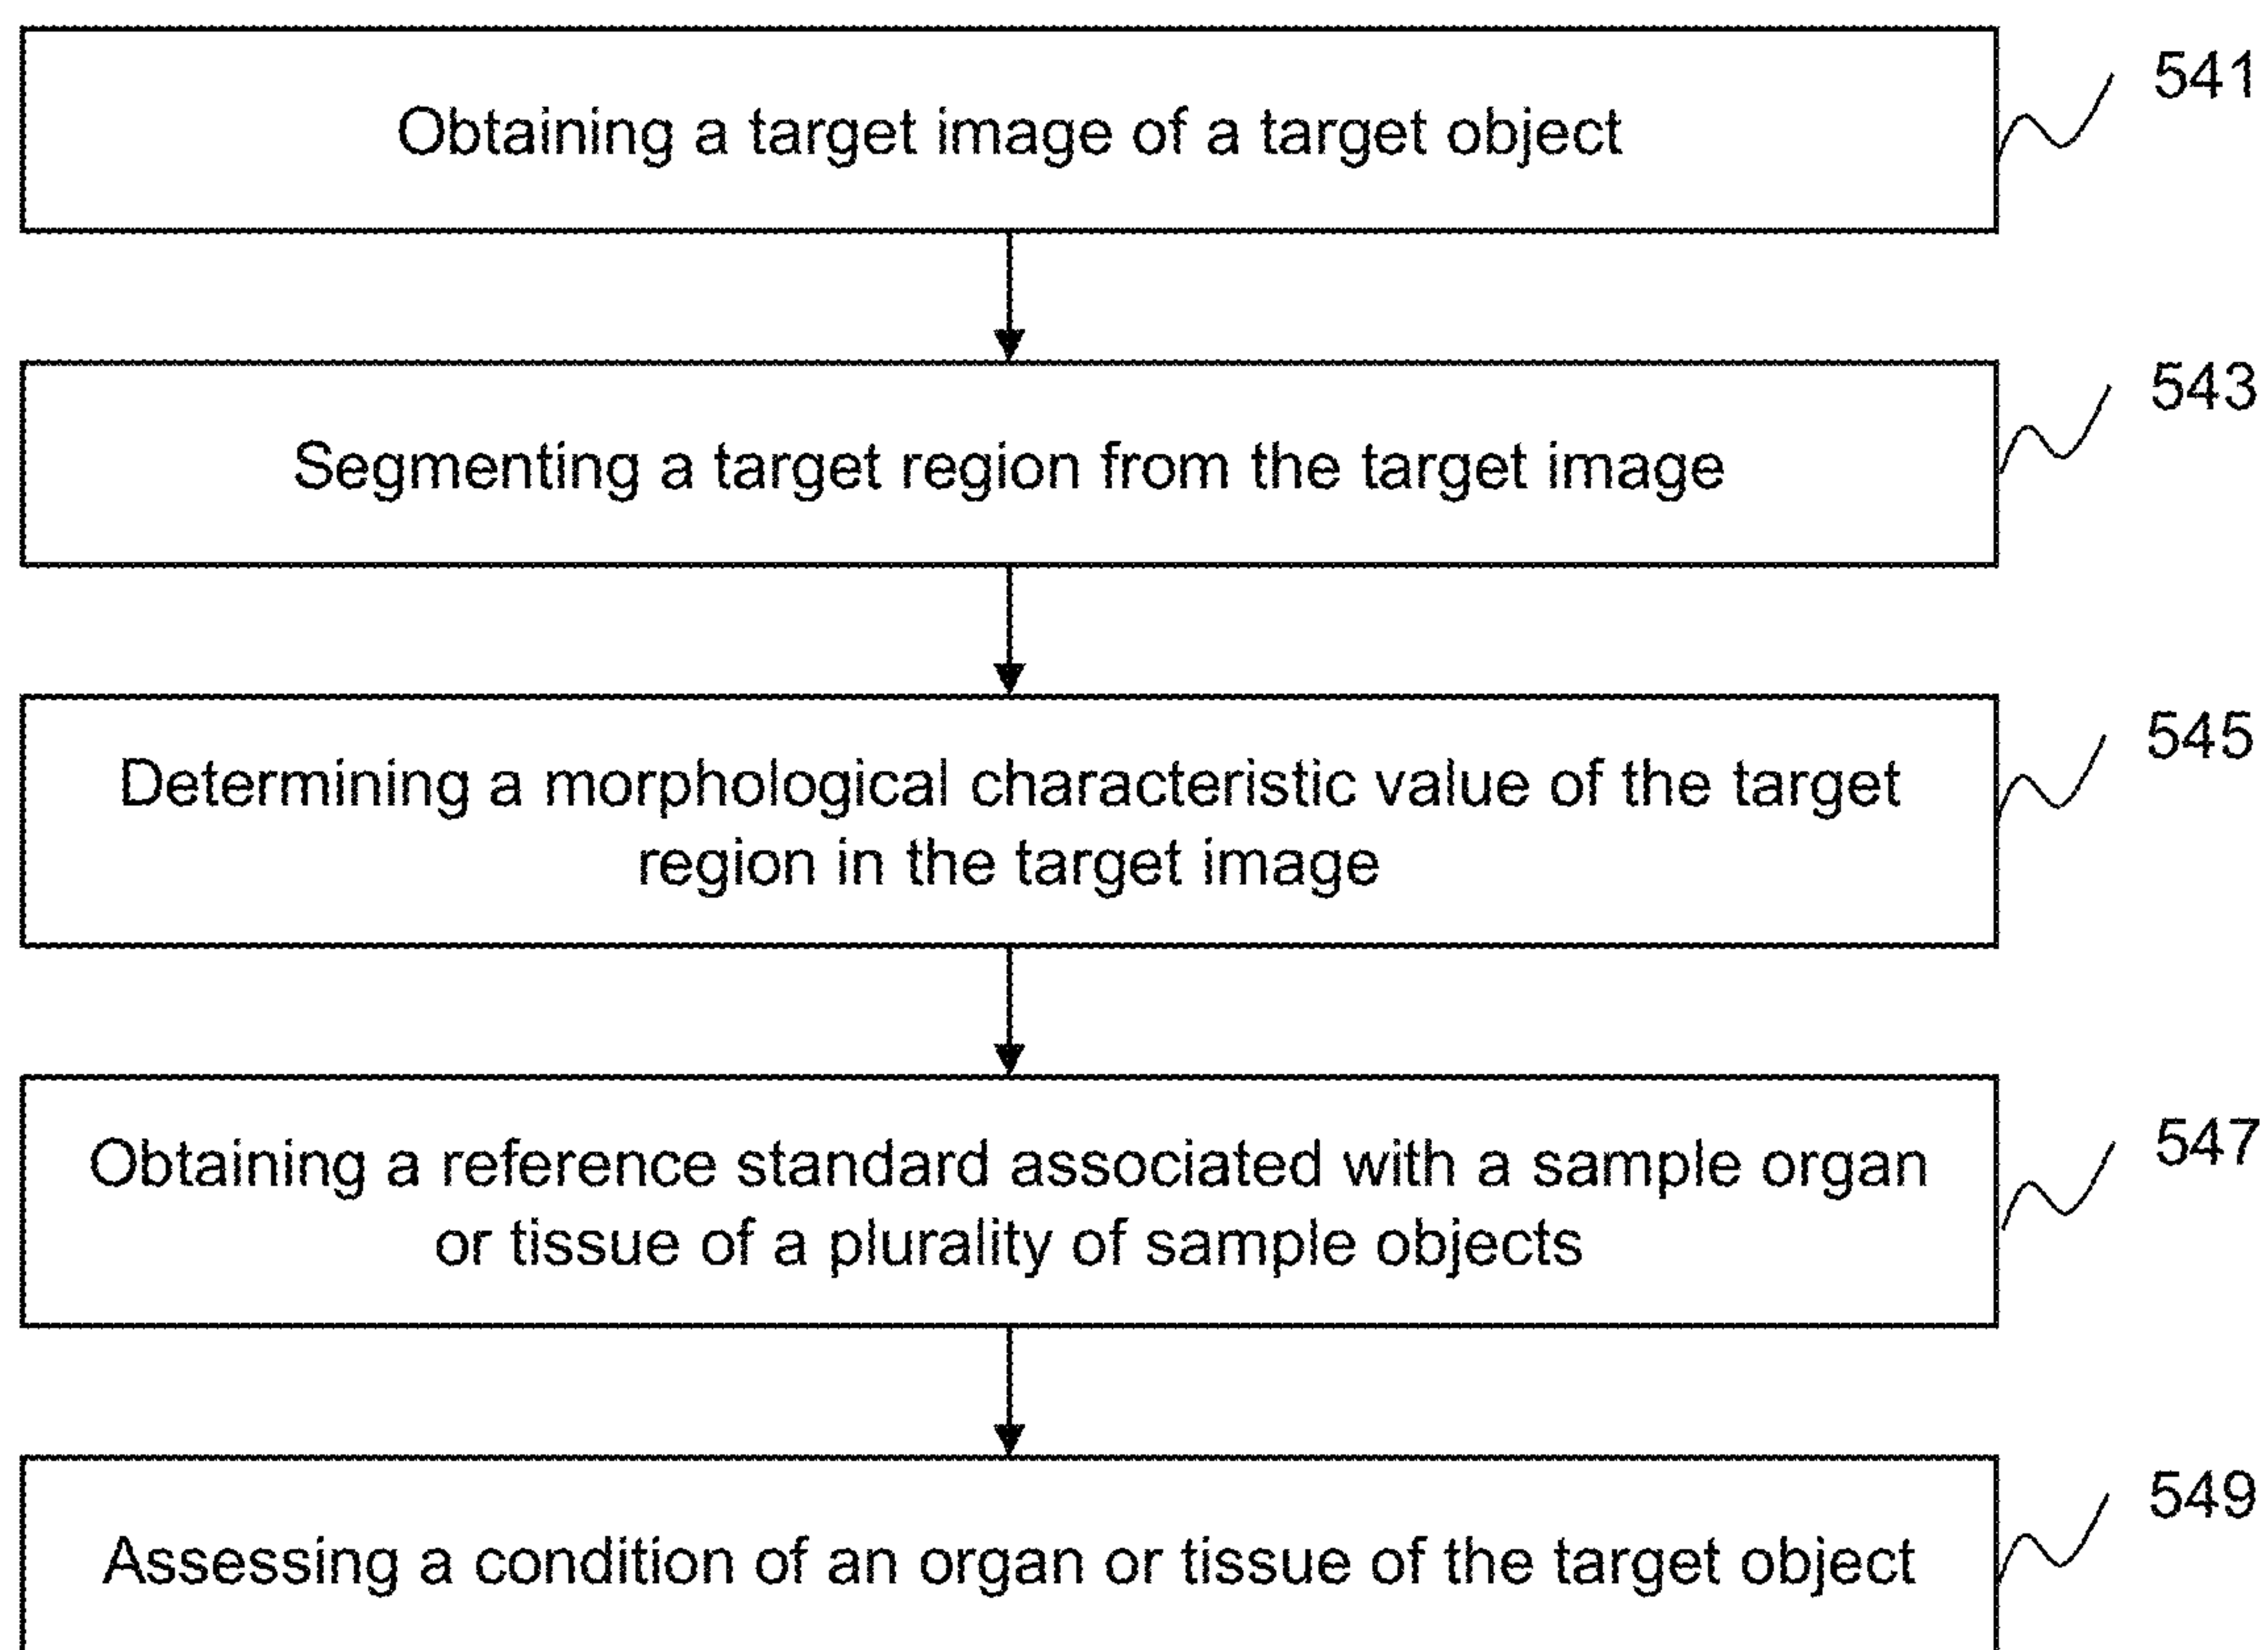 Obtaining a target image of a target object
541
Segmenting a target region from the target image
543
Determining a morphological characteristic value of the target
region in the target image
545
Obtaining a reference standard associated with a sample organ
or tissue of a plurality of sample objects
547
Assessing a condition of an organ or tissue of the target object
549